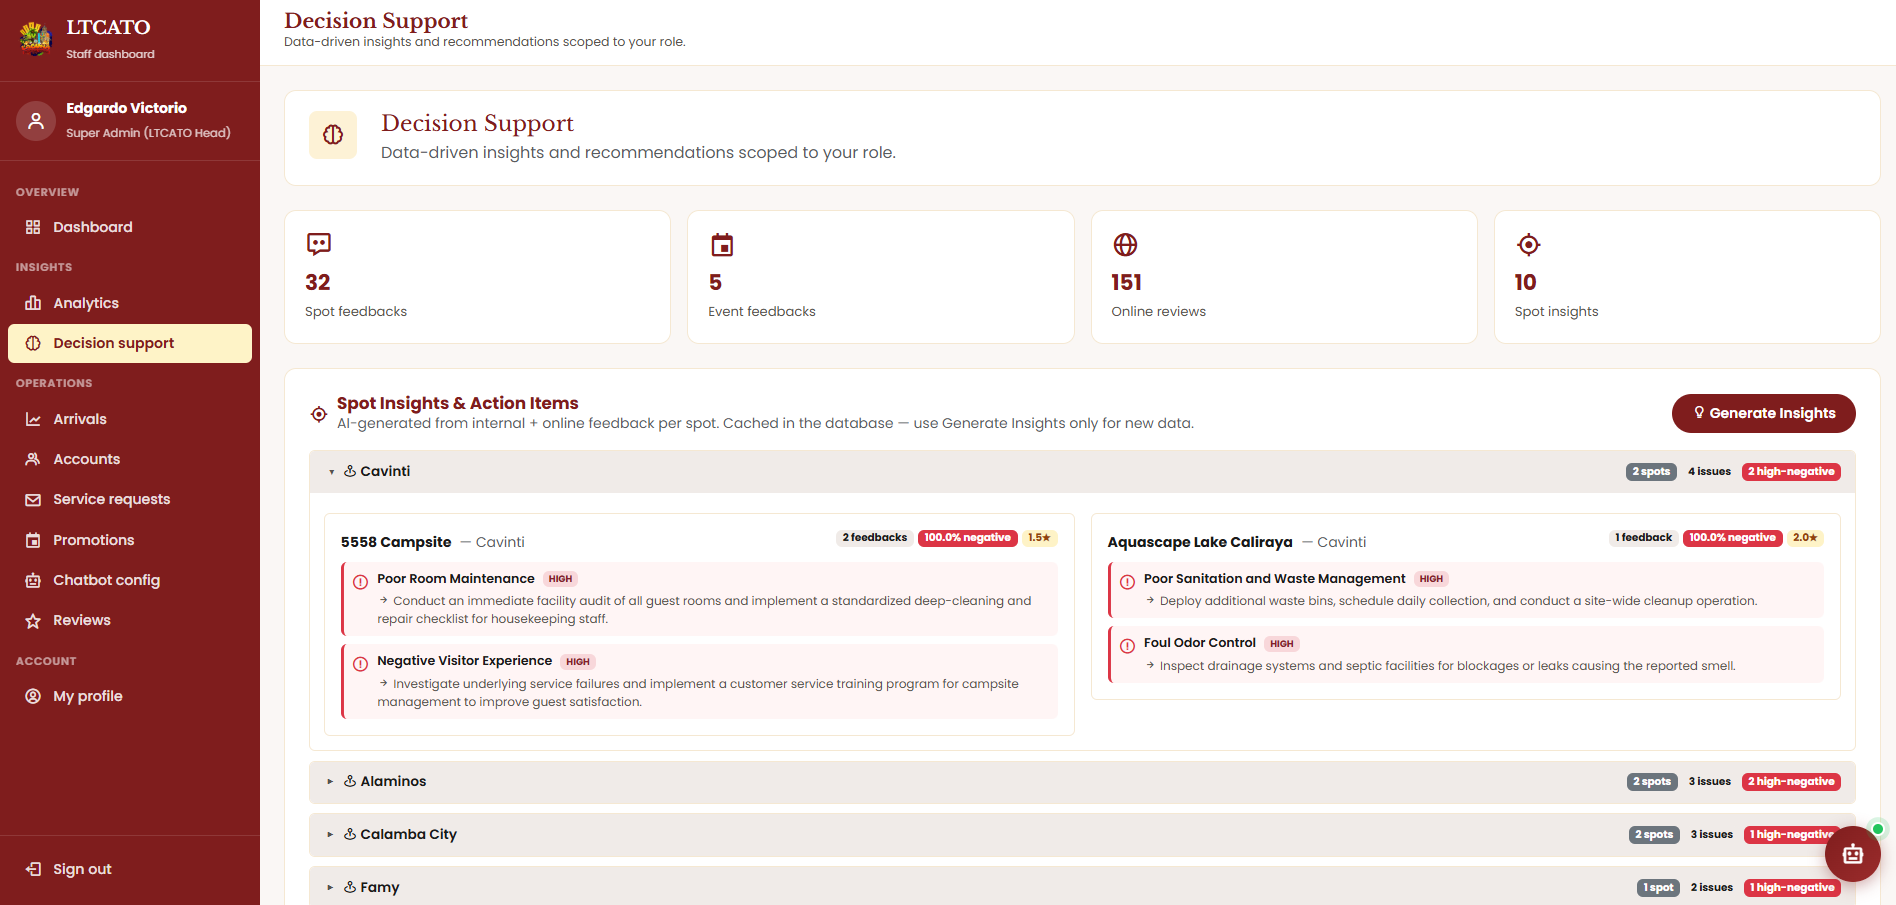 LTCATO
Staff dashboard
Edgardo Victorio
Super Admin (LTCATO Head)
OVERVIEW
Dashboard
INSIGHTS
Analytics
Decision support
OPERATIONS
Arrivals
Accounts
Service requests
Promotions
Chatbot config
Reviews
ACCOUNT
My profile
Sign out
Decision Support
Data-driven insights and recommendations scoped to your role.
Decision Support
Data-driven insights and recommendations scoped to your role.
32
Spot feedbacks
5
Event feedbacks
151
Online reviews
10
Spot insights
Spot Insights & Action Items
AI-generated from internal + online feedback per spot. Cached in the database — use Generate Insights only for new data.
Generate Insights
▾ Cavinti 2 spots 4 issues 2 high-negative
5558 Campsite — Cavinti 2 feedbacks 100.0% negative 1.5★
Poor Room Maintenance HIGH
→ Conduct an immediate facility audit of all guest rooms and implement a standardized deep-cleaning and
repair checklist for housekeeping staff.
Negative Visitor Experience HIGH
→ Investigate underlying service failures and implement a customer service training program for campsite
management to improve guest satisfaction.
Aquascape Lake Caliraya — Cavinti 1 feedback 100.0% negative 2.0★
Poor Sanitation and Waste Management HIGH
→ Deploy additional waste bins, schedule daily collection, and conduct a site-wide cleanup operation.
Foul Odor Control HIGH
→ Inspect drainage systems and septic facilities for blockages or leaks causing the reported smell.
▸ Alaminos 2 spots 3 issues 2 high-negative
▸ Calamba City 2 spots 3 issues 1 high-negative
▸ Famy 1 spot 2 issues 1 high-negative